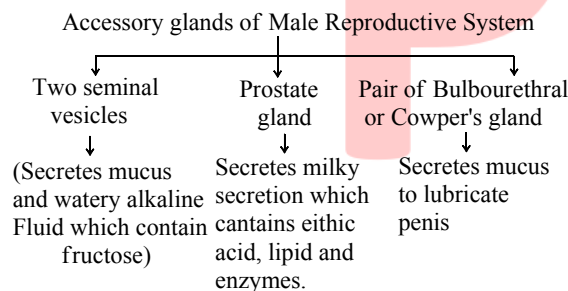 Accessory glands of Male Reproductive System
Two seminal
vesicles
(Secretes mucus
and watery alkaline
Fluid which contain
fructose)
Prostate
gland
Secretes milky
secretion which
cantains eithic
acid, lipid and
enzymes.
Pair of Bulbourethral
or Cowper's gland
Secretes mucus
to lubricate
penis